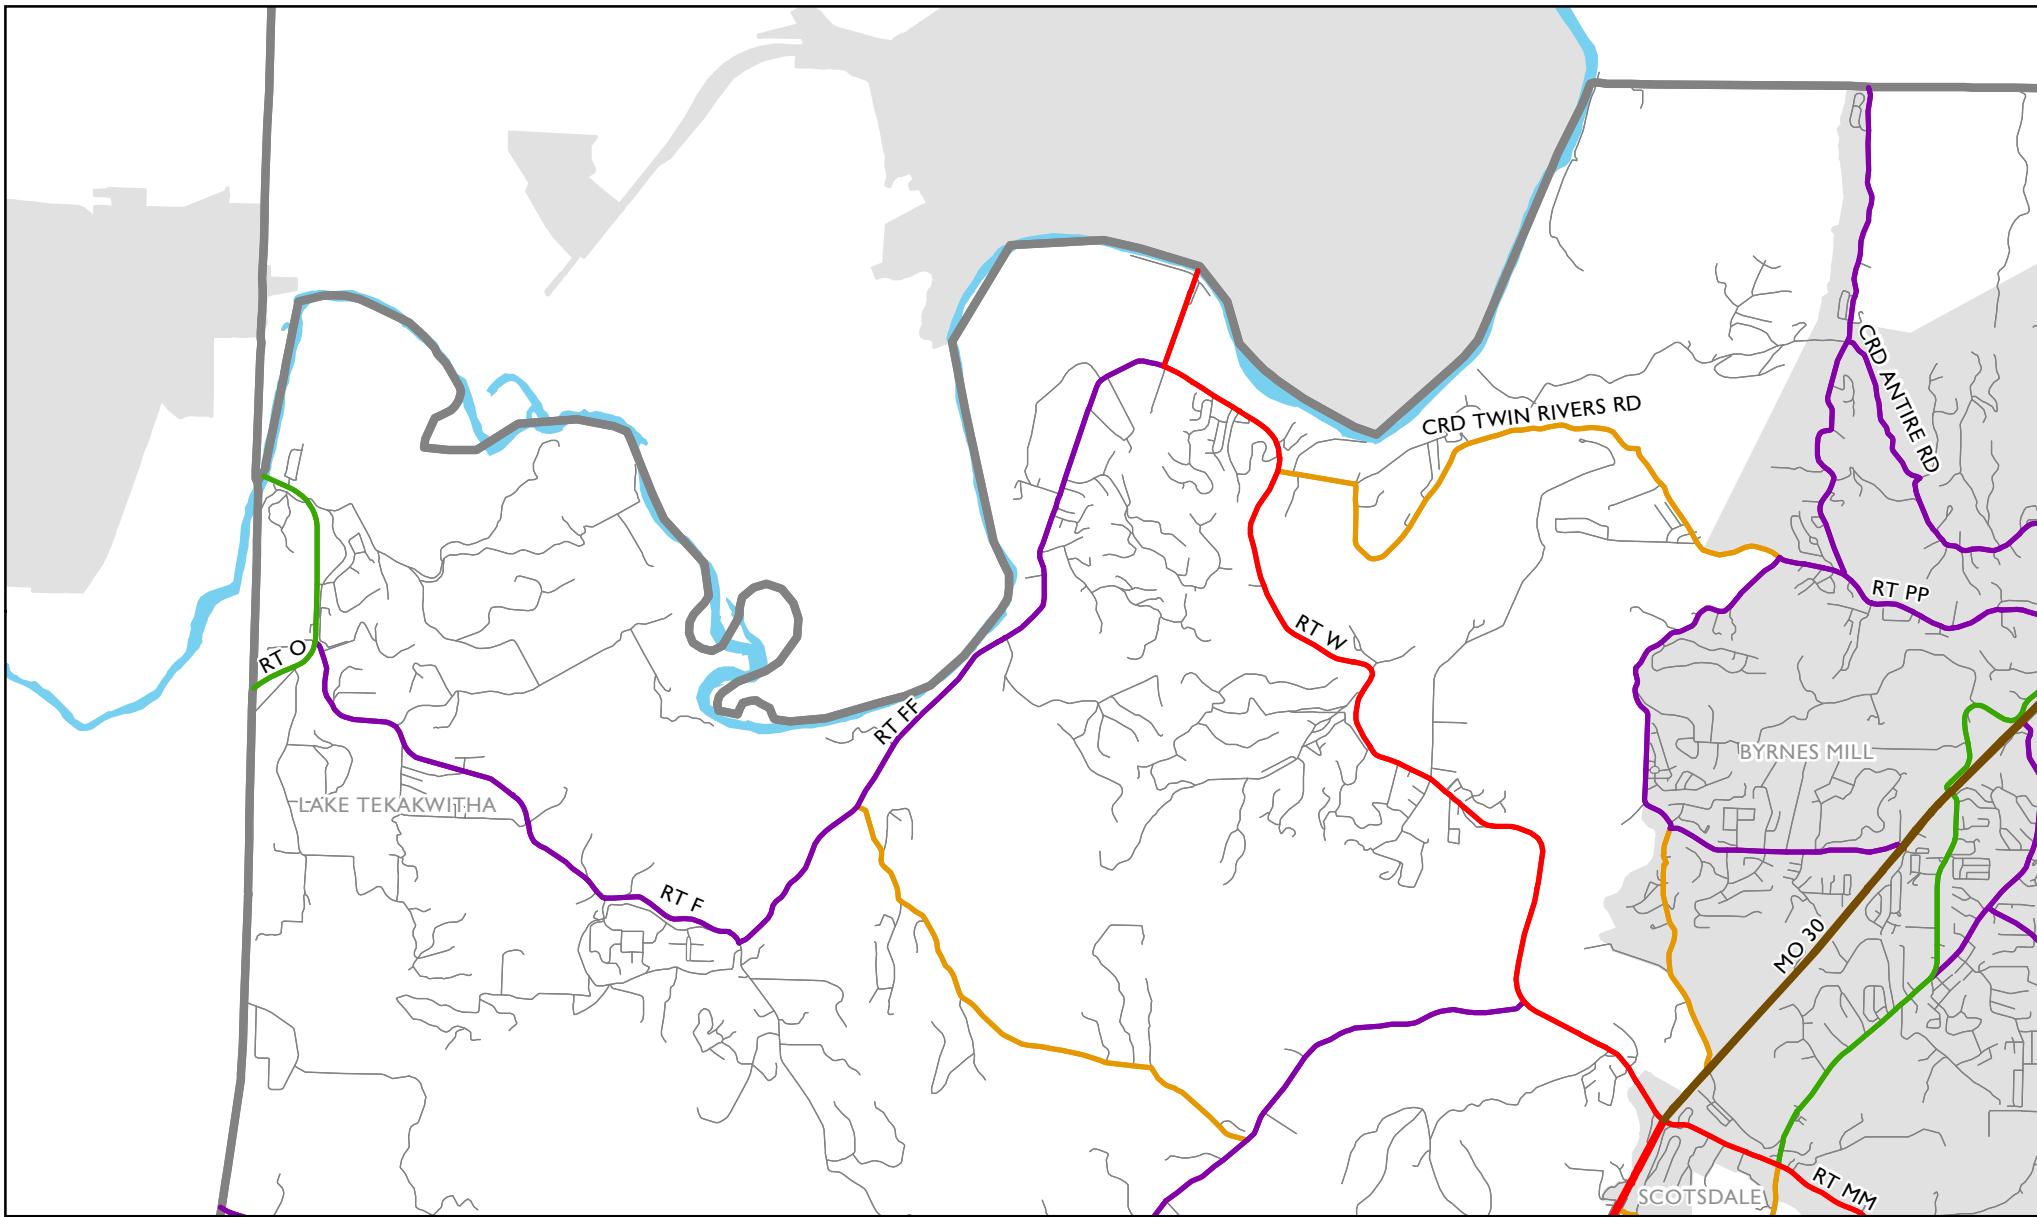 CRD ANTIRE RD
CRD TWIN RIVERS RD
RT PP
RT W
RT O
RT FF
BYRNES MILL
LAKE TEKAKWITHA
RT F
MO 30
RT MM
SCOTSDALE